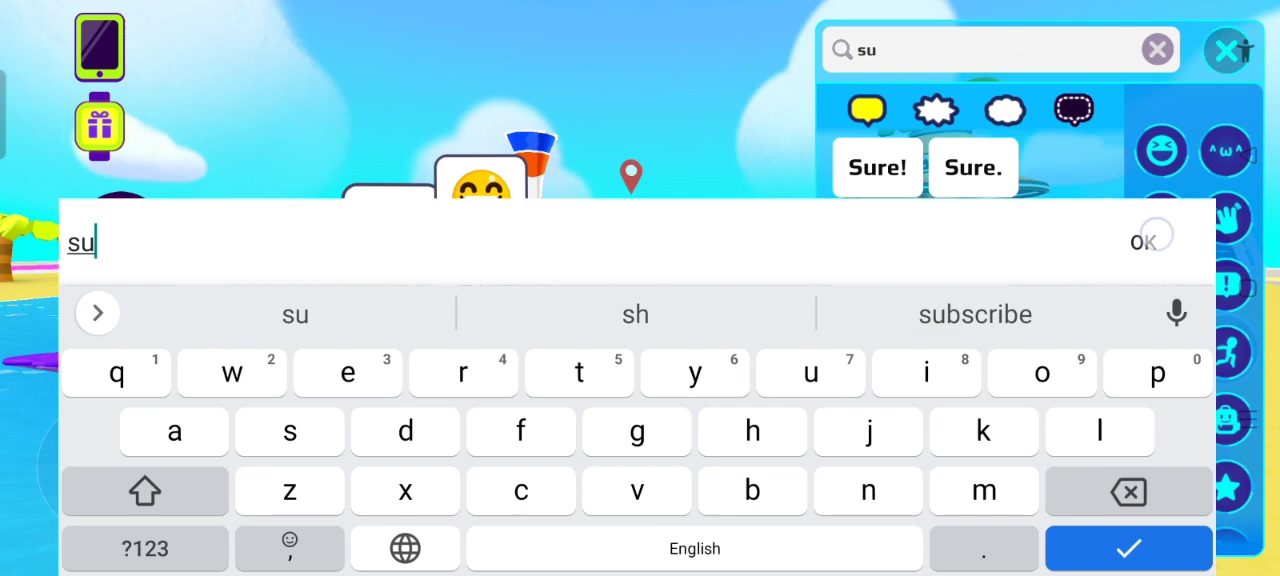 su
Sure! Sure.
su OK
su sh subscribe
q 1 w 2 e 3 r 4 t 5 y 6 u 7 i 8 o 9 p 0
a s d f g h j k l
z x c v b n m
?123 , English .
^ω^
!